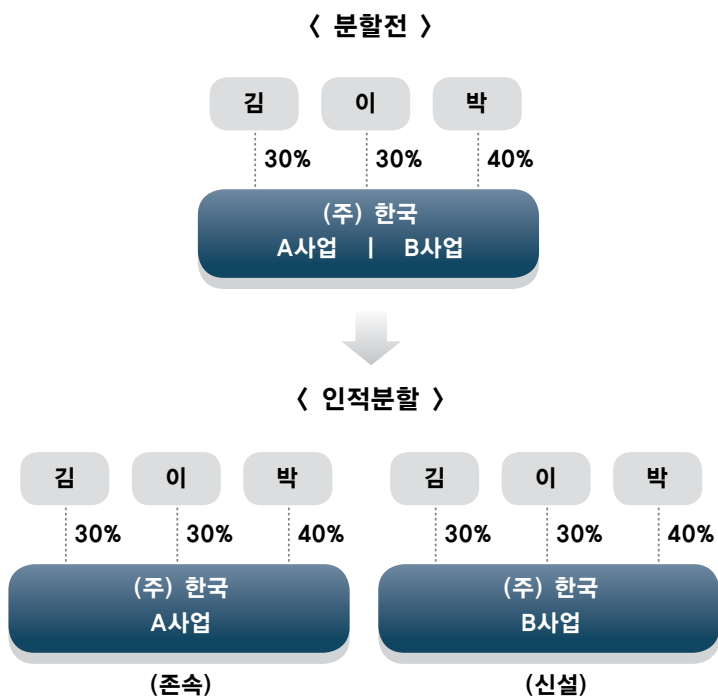 < 분할전 >
김 이 박
30% 30% 40%
(주) 한국
A사업 | B사업
< 인적분할 >
김 이 박 김 이 박
30% 30% 40% 30% 30% 40%
(주) 한국 (주) 한국
A사업 B사업
(존속) (신설)